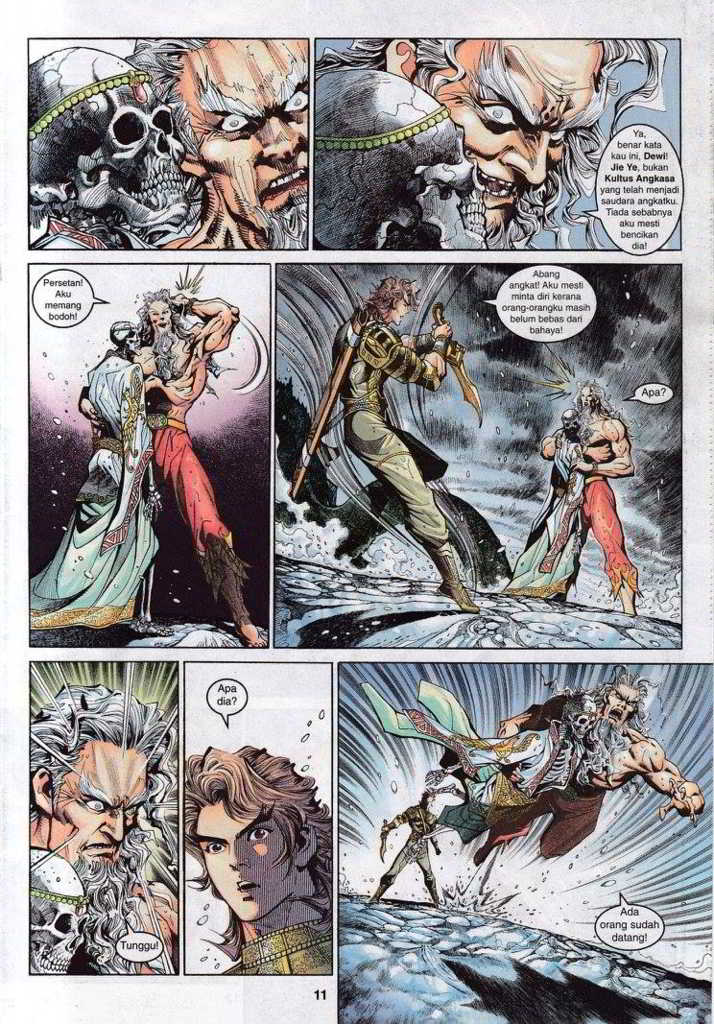 Ya,
benar kata
kau ini, Dewi!
Jie Ye, bukan
Kultus Angkasa
yang telah menjadi
saudara angkatku.
Tiada sebabnya
aku mesti
bencikan
dia!
Persetan!
Aku
memang
bodoh!
Abang
angkat! Aku mesti
minta diri kerana
orang-orangku masih
belum bebas dari
bahaya!
Apa?
Tunggu!
Apa
dia?
Ada
orang sudah
datang!
11